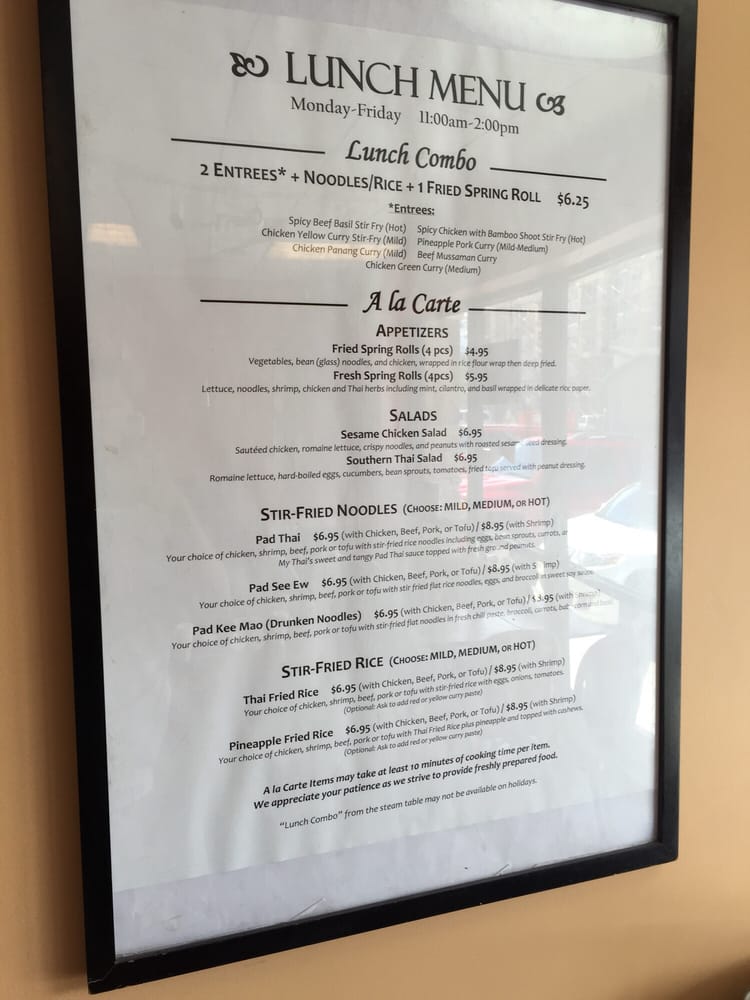 LUNCH MENU
Monday-Friday 11:00am-2:00pm
Lunch Combo
2 ENTREES* + NOODLES/RICE + 1 FRIED SPRING ROLL $6.25
*Entrees:
Spicy Beef Basil Stir Fry (Hot) Spicy Chicken with Bamboo Shoot Stir Fry (Hot)
Chicken Yellow Curry Stir-Fry (Mild) Pineapple Pork Curry (Mild-Medium)
Chicken Panang Curry (Mild) Beef Mussaman Curry
Chicken Green Curry (Medium)
A la Carte
APPETIZERS
Fried Spring Rolls (4 pcs) $4.95
Vegetables, bean (glass) noodles, and chicken, wrapped in rice flour wrap then deep fried.
Fresh Spring Rolls (4pcs) $5.95
Lettuce, noodles, shrimp, chicken and Thai herbs including mint, cilantro, and basil wrapped in delicate rice paper.
SALADS
Sesame Chicken Salad $6.95
Sautéed chicken, romaine lettuce, crispy noodles, and peanuts with roasted sesame seed dressing.
Southern Thai Salad $6.95
Romaine lettuce, hard-boiled eggs, cucumbers, bean sprouts, tomatoes, fried tofu served with peanut dressing.
STIR-FRIED NOODLES (CHOOSE: MILD, MEDIUM, OR HOT)
Pad Thai $6.95 (with Chicken, Beef, Pork, or Tofu) / $8.95 (with Shrimp)
Your choice of chicken, shrimp, beef, pork or tofu with stir-fried rice noodles including eggs, bean sprouts, carrots, or
My Thai's sweet and tangy Pad Thai sauce topped with fresh ground peanuts.
Pad See Ew $6.95 (with Chicken, Beef, Pork, or Tofu) / $8.95 (with Shrimp)
Your choice of chicken, shrimp, beef, pork or tofu with stir fried flat rice noodles, eggs, and broccoli in sweet soy sauce.
Pad Kee Mao (Drunken Noodles) $6.95 (with Chicken, Beef, Pork, or Tofu) / $8.95 (with Shrimp)
Your choice of chicken, shrimp, beef, pork or tofu with stir-fried flat noodles in fresh chili paste, broccoli, carrots, corn and basil.
STIR-FRIED RICE (CHOOSE: MILD, MEDIUM, OR HOT)
Thai Fried Rice $6.95 (with Chicken, Beef, Pork, or Tofu) / $8.95 (with Shrimp)
Your choice of chicken, shrimp, beef, pork or tofu with stir-fried rice with eggs, onions, tomatoes.
(Optional: Ask to add red or yellow curry paste)
Pineapple Fried Rice $6.95 (with Chicken, Beef, Pork, or Tofu) / $8.95 (with Shrimp)
Your choice of chicken, shrimp, beef, pork or tofu with Thai Fried Rice plus pineapple and topped with cashews.
(Optional: Ask to add red or yellow curry paste)
A la Carte Items may take at least 10 minutes of cooking time per item.
We appreciate your patience as we strive to provide freshly prepared food.
"Lunch Combo" from the steam table may not be available on holidays.